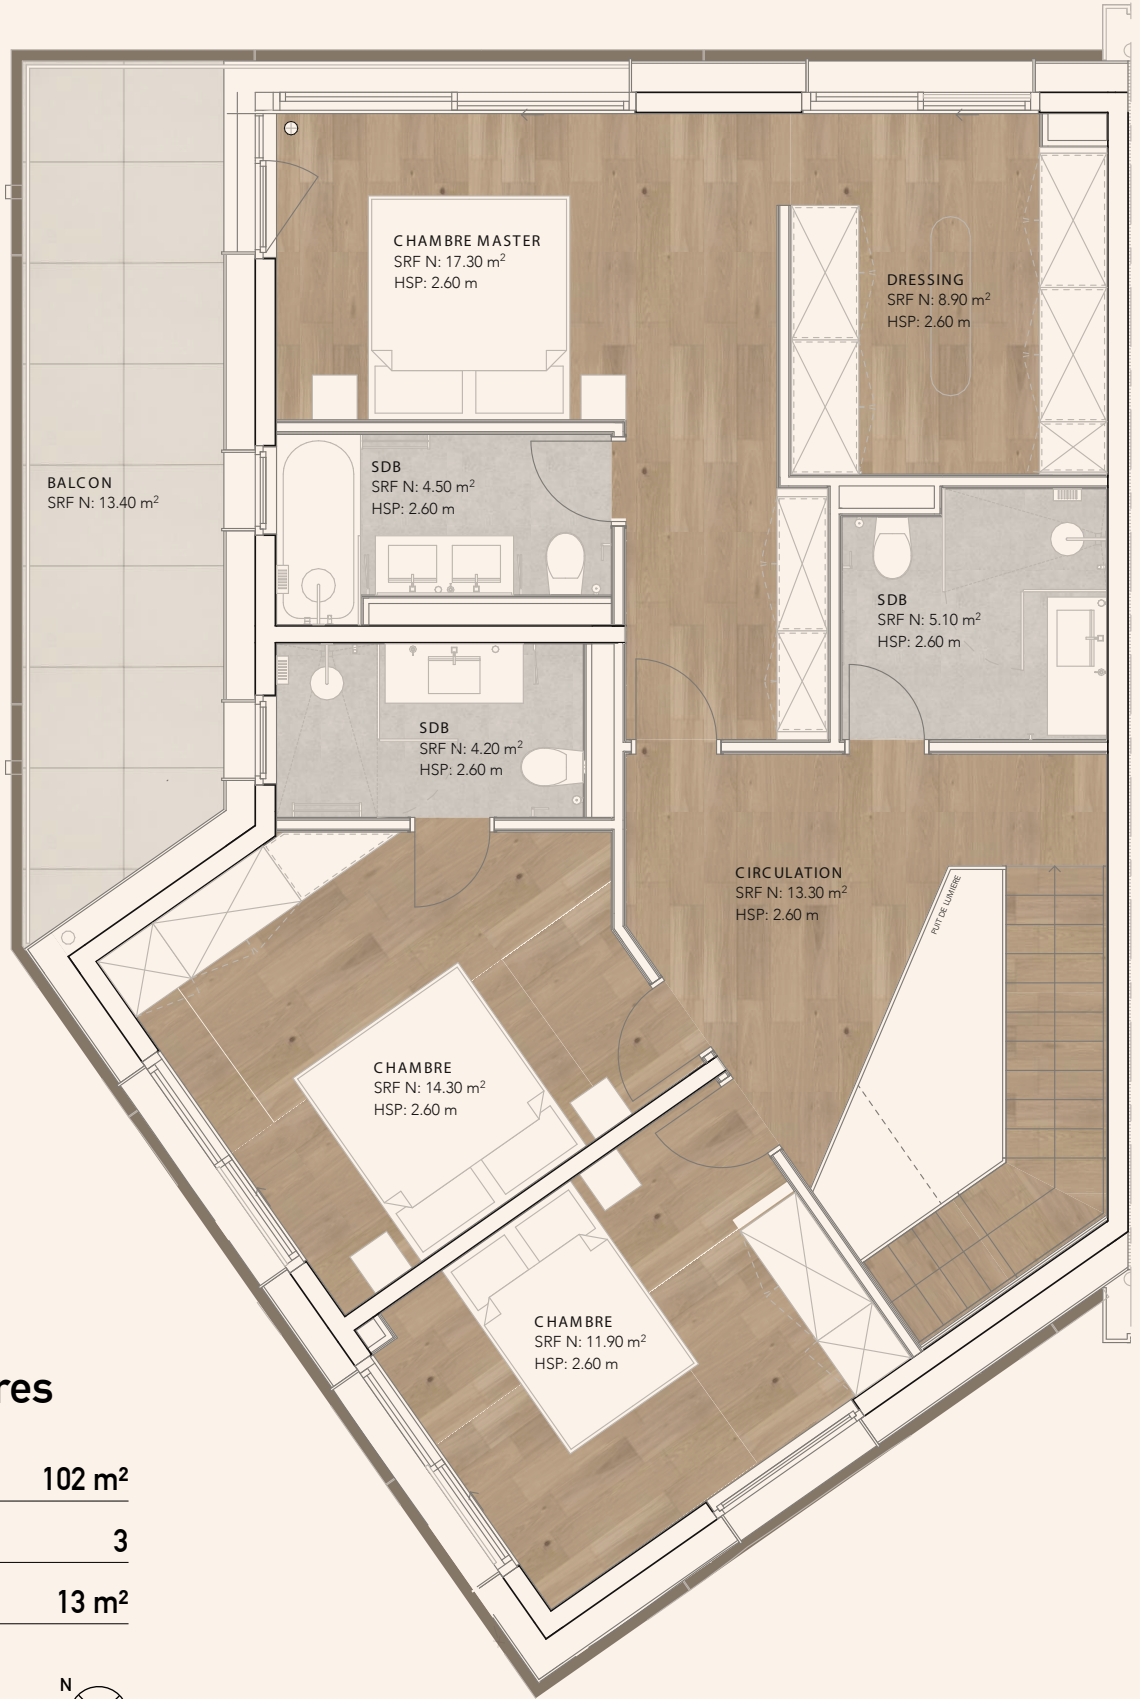 CHAMBRE MASTER
SRF N: 17.30 m²
HSP: 2.60 m
DRESSING
SRF N: 8.90 m²
HSP: 2.60 m
BALCON
SRF N: 13.40 m²
SDB
SRF N: 4.50 m²
HSP: 2.60 m
SDB
SRF N: 5.10 m²
HSP: 2.60 m
SDB
SRF N: 4.20 m²
HSP: 2.60 m
CIRCULATION
SRF N: 13.30 m²
HSP: 2.60 m
PUIT DE LUMIERE
CHAMBRE
SRF N: 14.30 m²
HSP: 2.60 m
CHAMBRE
SRF N: 11.90 m²
HSP: 2.60 m
res
102 m²
3
13 m²
N